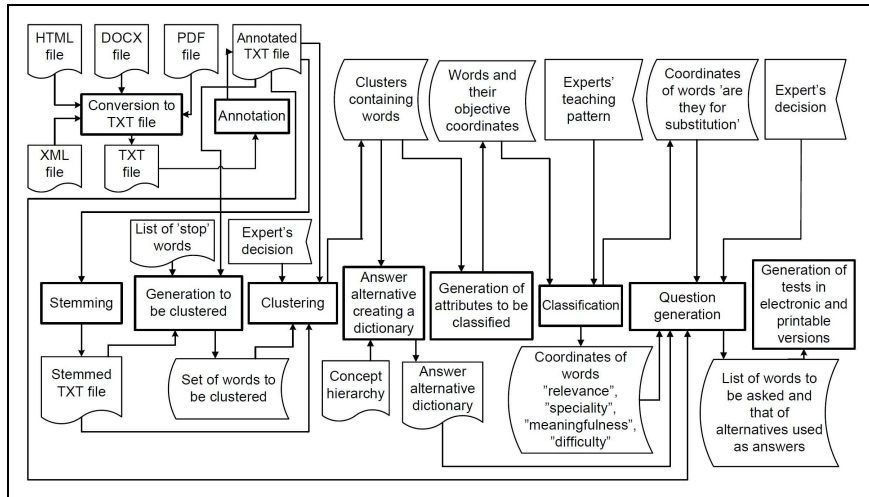 HTML
file
DOCX
file
PDF
file
Annotated
TXT file
Conversion to
TXT file
Annotation
XML
file
TXT
file
Clusters
containing
words
Words and
their
objective
coordinates
Experts'
teaching
pattern
Coordinates
of words 'are
they for
substitution'
Expert's
decision
List of 'stop'
words
Expert's
decision
Stemming
Generation to
be clustered
Clustering
Answer
alternative
creating a
dictionary
Generation of
attributes to be
classified
Classification
Question
generation
Generation of
tests in
electronic and
printable
versions
Stemmed
TXT file
Set of words to
be clustered
Concept
hierarchy
Answer
alternative
dictionary
Coordinates of
words
"relevance",
"speciality",
"meaningfulness",
"difficulty"
List of words to
be asked and
that of
alternatives used
as answers